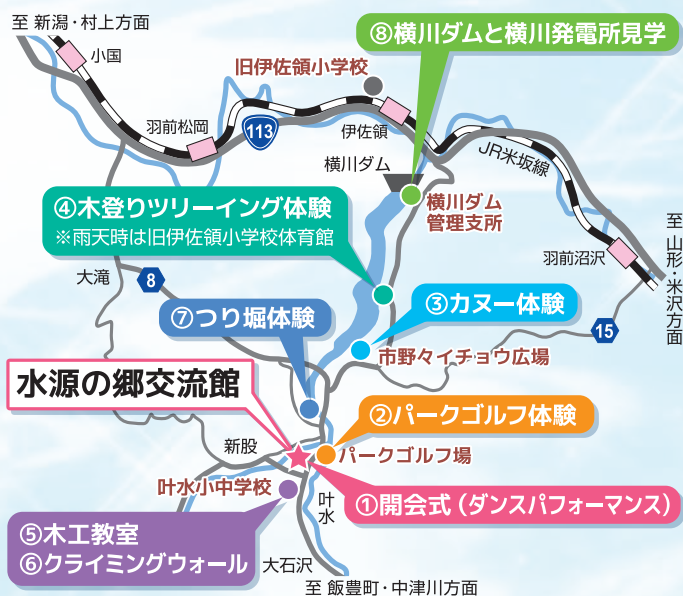 至 新潟・村上方面
⑧横川ダムと横川発電所見学
小国
旧伊佐領小学校
羽前松岡
113
伊佐領
JR米坂線
横川ダム
④木登りツリーイング体験
※雨天時は旧伊佐領小学校体育館
横川ダム
管理支所
至 山形・米沢方面
羽前沼沢
大滝
8
③カヌー体験
15
⑦つり堀体験
市野々イチョウ広場
水源の郷交流館
②パークゴルフ体験
新股
パークゴルフ場
叶水小中学校
叶水
①開会式（ダンスパフォーマンス）
⑤木工教室
⑥クライミングウォール
大石沢
至 飯豊町・中津川方面